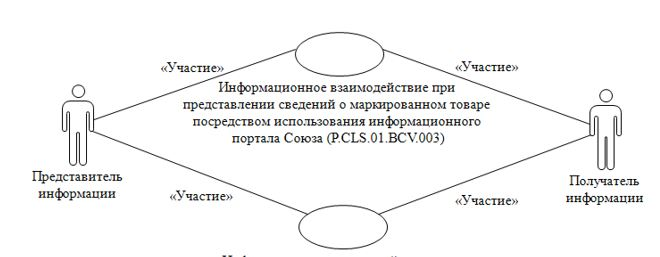 «Участие»
«Участие»
Информационное взаимодействие при
представлении сведений о маркированном товаре
посредством использования информационного
портала Союза (P.CLS.01.BCV.003)
Представитель
информации
Получатель
информации
«Участие»
«Участие»